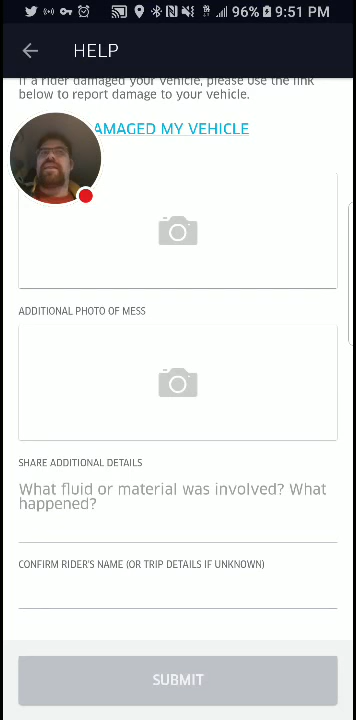 96% 9:51 PM
HELP
If a rider damaged your vehicle, please use the link
below to report damage to your vehicle.
AMAGED MY VEHICLE
ADDITIONAL PHOTO OF MESS
SHARE ADDITIONAL DETAILS
What fluid or material was involved? What
happened?
CONFIRM RIDER'S NAME (OR TRIP DETAILS IF UNKNOWN)
SUBMIT